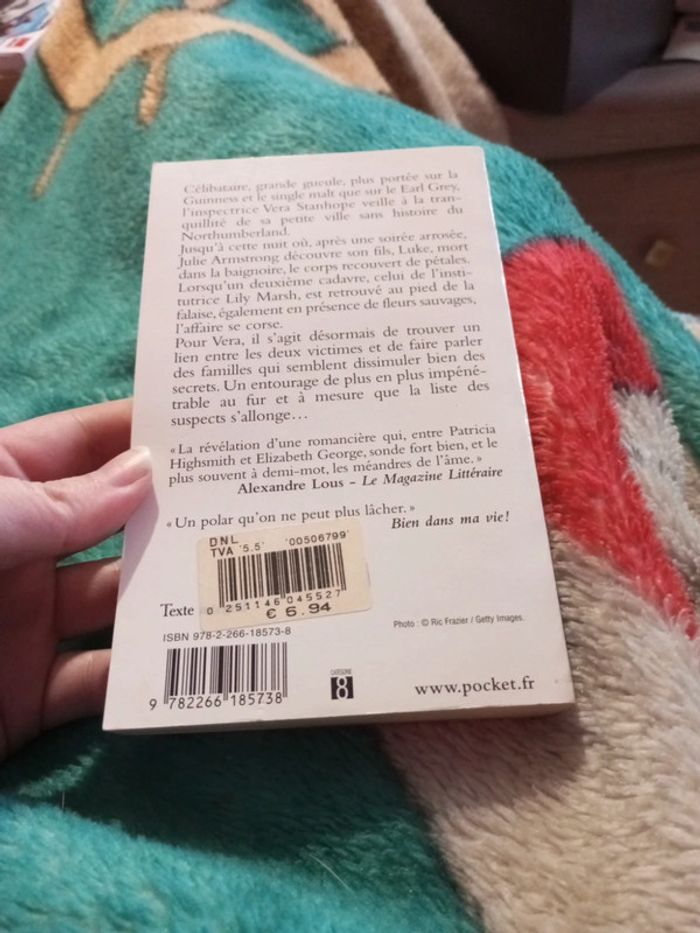 Célibataire, grande gueule, plus portée sur la
Guinness et le single malt que sur le Earl Grey,
l'inspectrice Vera Stanhope veille à la tran-
quillité de sa petite ville sans histoire du
Northumberland.
Jusqu'à cette nuit où, après une soirée arrosée,
Julie Armstrong découvre son fils, Luke, mort
dans la baignoire, le corps recouvert de pétales.
Lorsqu'un deuxième cadavre, celui de l'insti-
tutrice Lily Marsh, est retrouvé au pied de la
falaise, également en présence de fleurs sauvages,
l'affaire se corse.
Pour Vera, il s'agit désormais de trouver un
lien entre les deux victimes et de faire parler
des familles qui semblent dissimuler bien des
secrets. Un entourage de plus en plus impéné-
trable au fur et à mesure que la liste des
suspects s'allonge…
« La révélation d'une romancière qui, entre Patricia
Highsmith et Elizabeth George, sonde fort bien, et le
plus souvent à demi-mot, les méandres de l'âme. »
Alexandre Lous – Le Magazine Littéraire
« Un polar qu'on ne peut plus lâcher. »
Bien dans ma vie !
DNL
TVA '5.5' '00506799'
0 251146 045527
€ 6.94
Texte
Photo : © Ric Frazier / Getty Images.
ISBN 978-2-266-18573-8
9 782266 185738
CATÉGORIE
8
www.pocket.fr